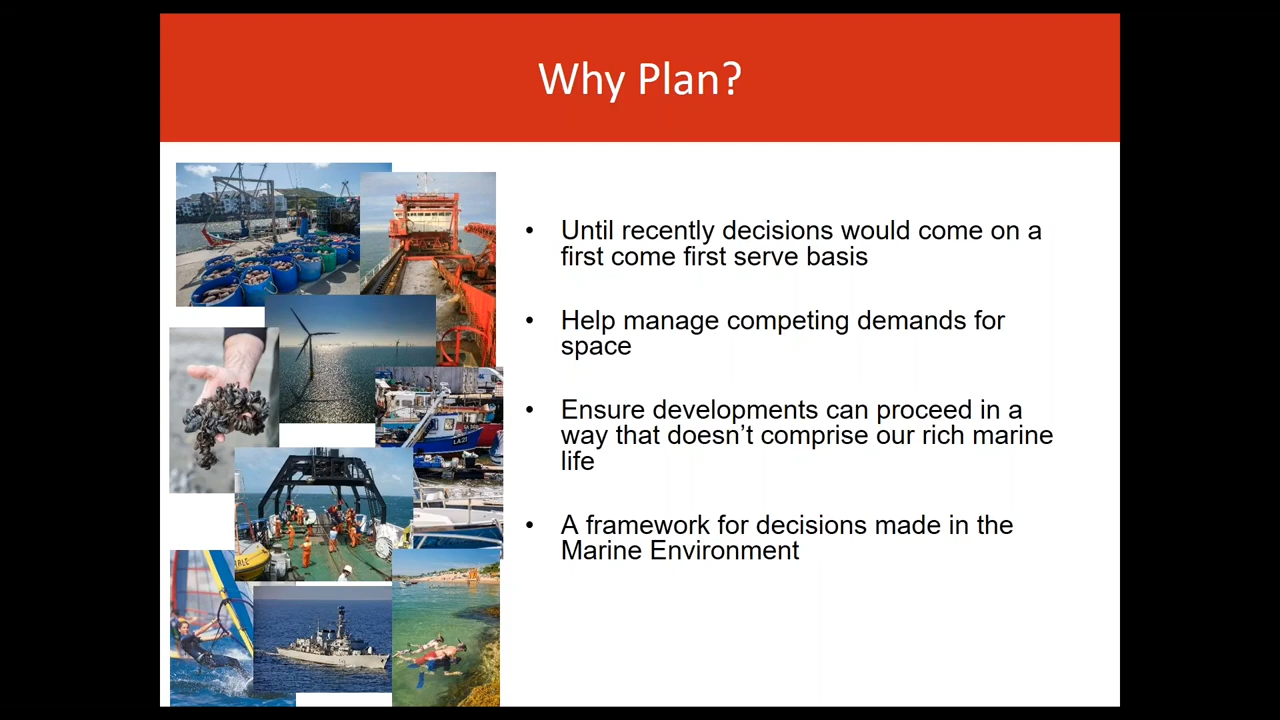 Why Plan?
• Until recently decisions would come on a
first come first serve basis
• Help manage competing demands for
space
• Ensure developments can proceed in a
way that doesn’t comprise our rich marine
life
• A framework for decisions made in the
Marine Environment